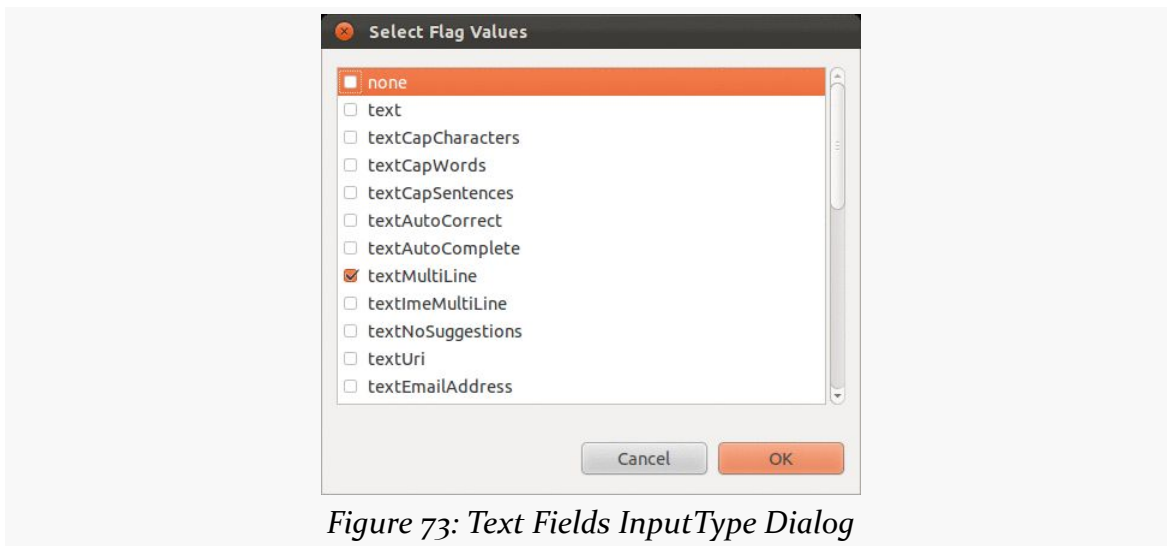 Select Flag Values
none
text
textCapCharacters
textCapWords
textCapSentences
textAutoCorrect
textAutoComplete
textMultiLine
textImeMultiLine
textNoSuggestions
textUri
textEmailAddress
Cancel OK
Figure 73: Text Fields InputType Dialog